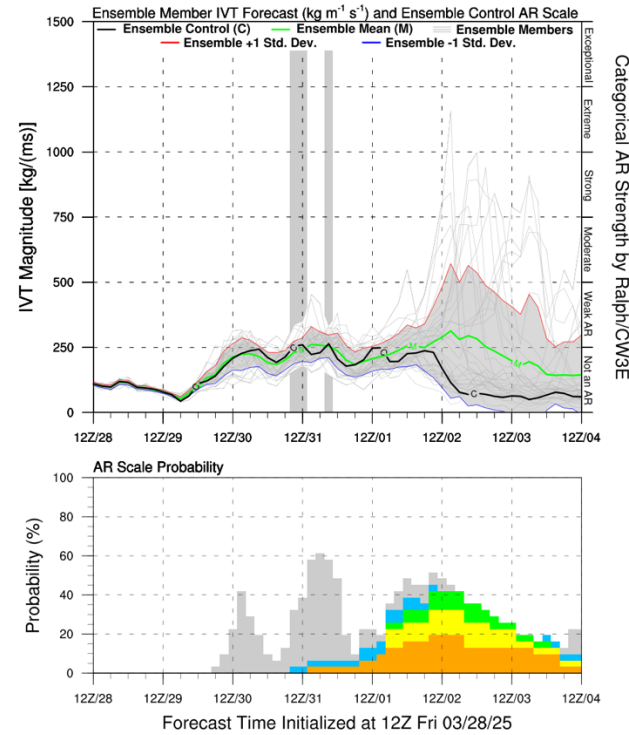 Ensemble Member IVT Forecast (kg m⁻¹ s⁻¹) and Ensemble Control AR Scale
Ensemble Control (C) Ensemble Mean (M) Ensemble Members
Ensemble +1 Std. Dev. Ensemble -1 Std. Dev.
IVT Magnitude [kg/(ms)]
1500
1250
1000
750
500
250
0
Exceptional
Extreme
Strong
Moderate
Weak AR
Not an AR
Categorical AR Strength by Ralph/CW3E
C
C
C
C
M
M
12Z/28 12Z/29 12Z/30 12Z/31 12Z/01 12Z/02 12Z/03 12Z/04
AR Scale Probability
Probability (%)
100
80
60
40
20
0
12Z/28 12Z/29 12Z/30 12Z/31 12Z/01 12Z/02 12Z/03 12Z/04
Forecast Time Initialized at 12Z Fri 03/28/25